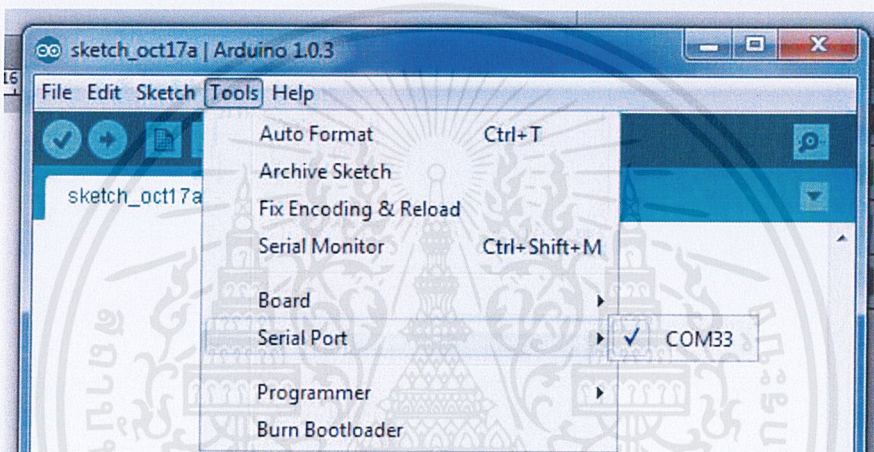 sketch_oct17a | Arduino 1.0.3
16
File Edit Sketch Tools Help
Auto Format Ctrl+T
Archive Sketch
sketch_oct17a
Fix Encoding & Reload
Serial Monitor Ctrl+Shift+M
Board
Serial Port
✓ COM33
Programmer
Burn Bootloader